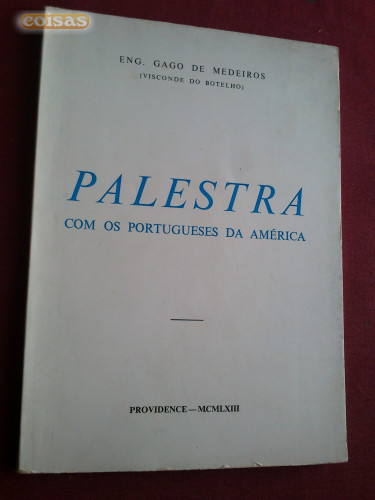 coisas
ENG. GAGO DE MEDEIROS
(VISCONDE DO BOTELHO)
PALESTRA
COM OS PORTUGUESES DA AMÉRICA
PROVIDENCE — MCMLXIII